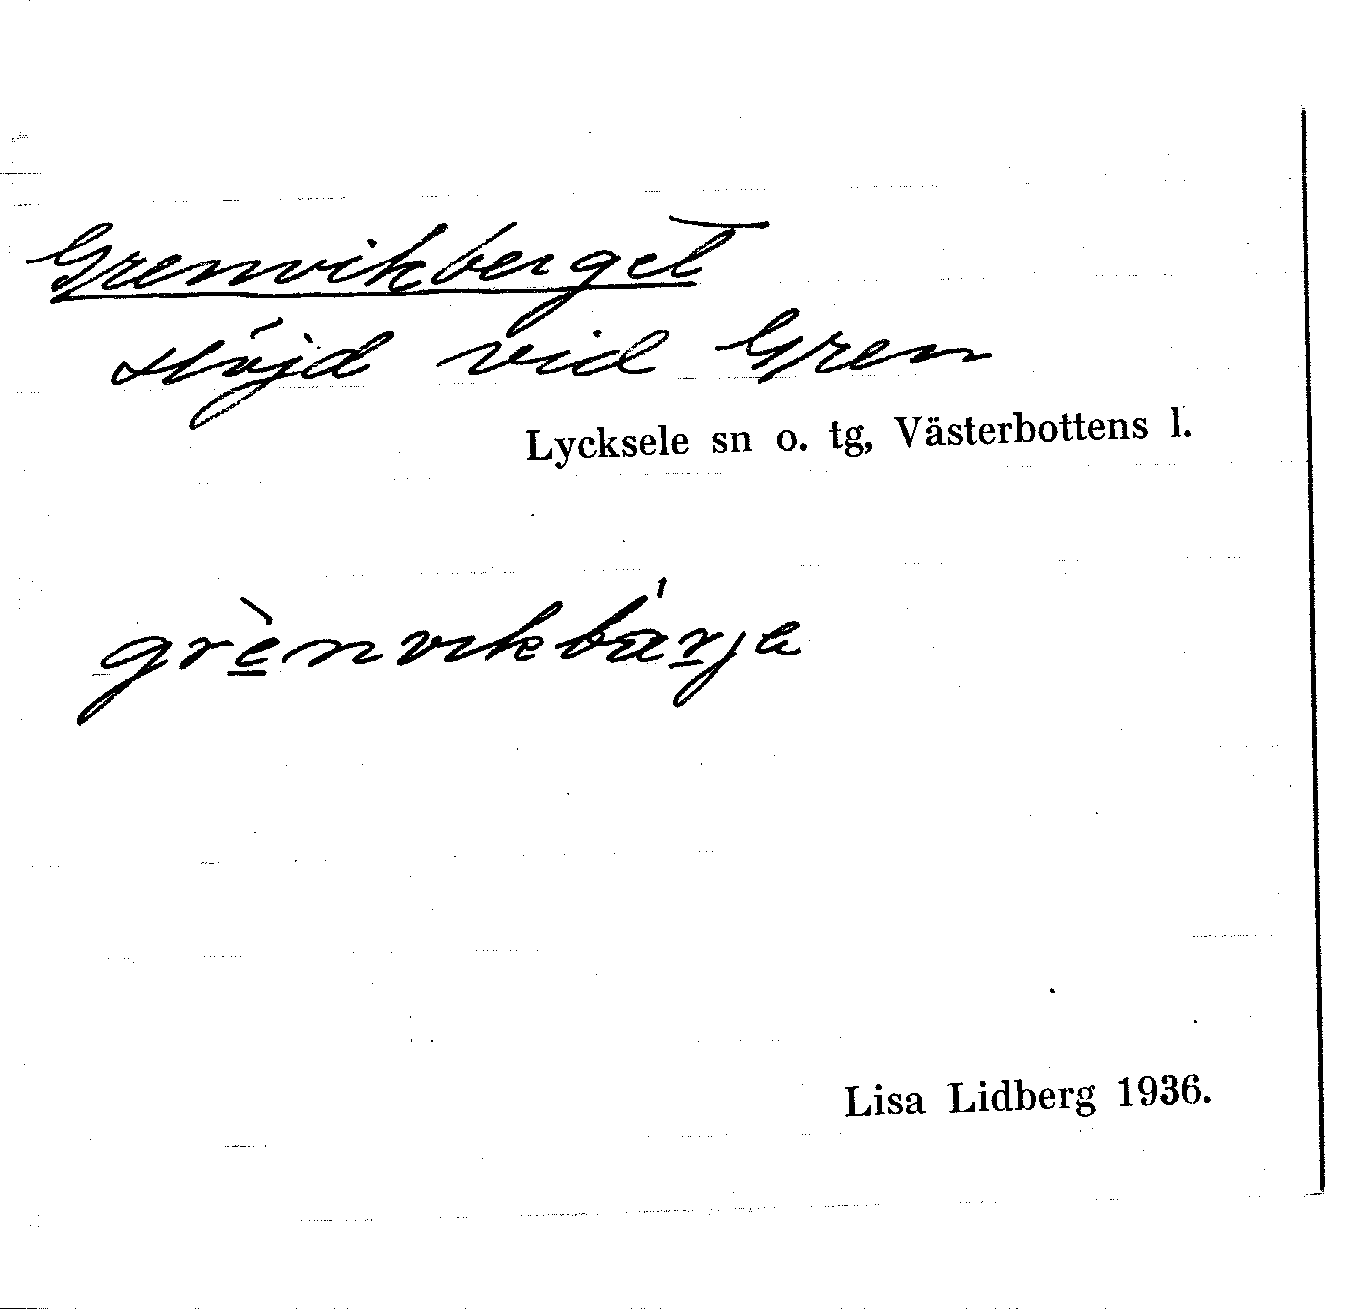 Grenvikberget
höjd vid Gren
Lycksele sn o. tg, Västerbottens l.
grènvikbárja
Lisa Lidberg 1936.